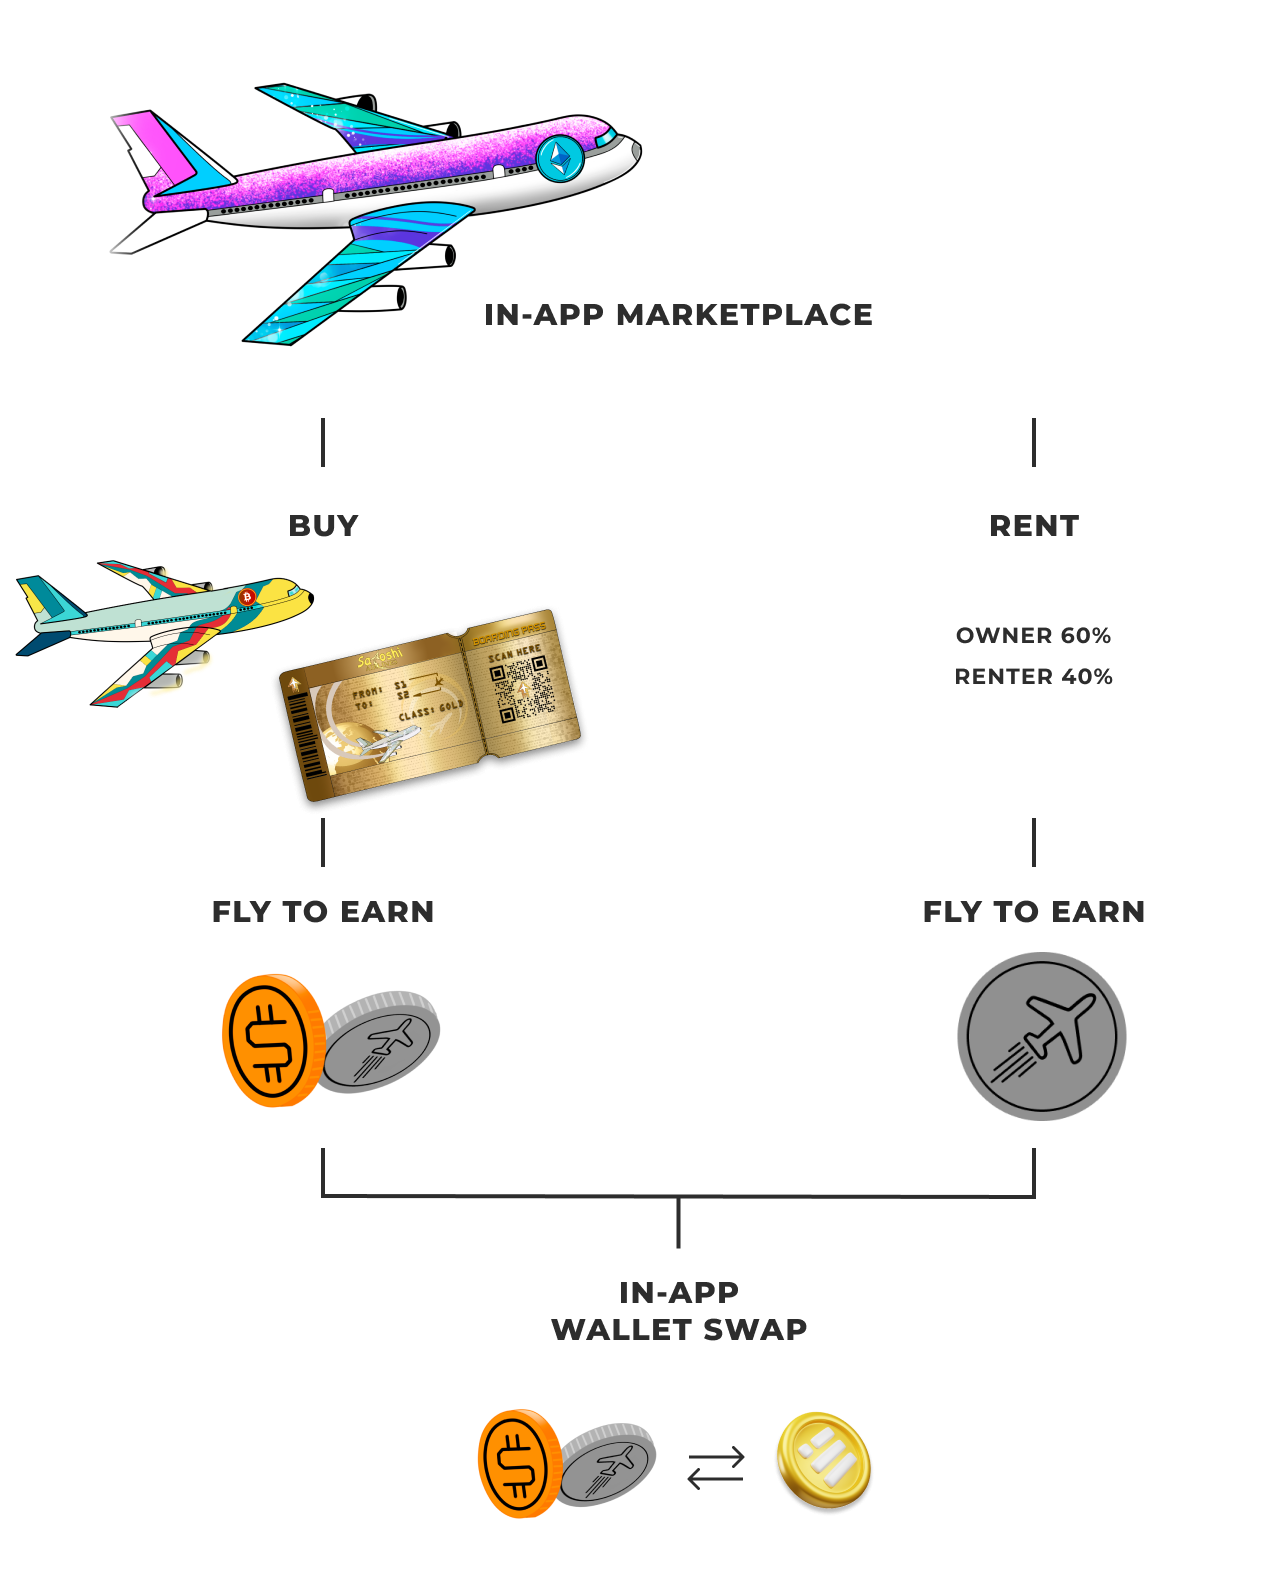 IN-APP MARKETPLACE
BUY
RENT
OWNER 60%
RENTER 40%
Satoshi
BOARDING PASS
SCAN HERE
FROM: S1
TO: S2
CLASS: GOLD
FLY TO EARN
FLY TO EARN
IN-APP
WALLET SWAP